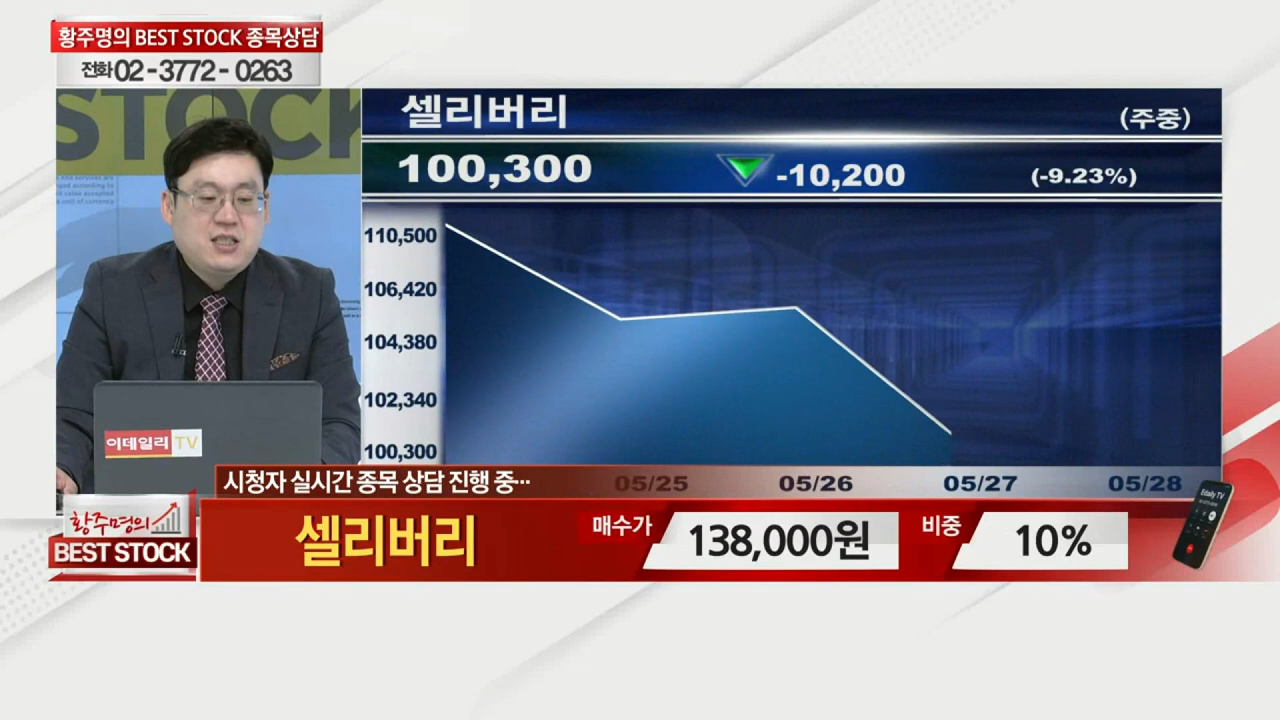 황주명의 BEST STOCK 종목상담
전화 02-3772-0263
STOCK
셀리버리 (주중)
100,300 -10,200 (-9.23%)
110,500
106,420
104,380
102,340
100,300
이데일리 TV
시청자 실시간 종목 상담 진행 중…
05/25 05/26 05/27 05/28
황주명의
BEST STOCK
셀리버리 매수가 138,000원 비중 10%
Edaily TV